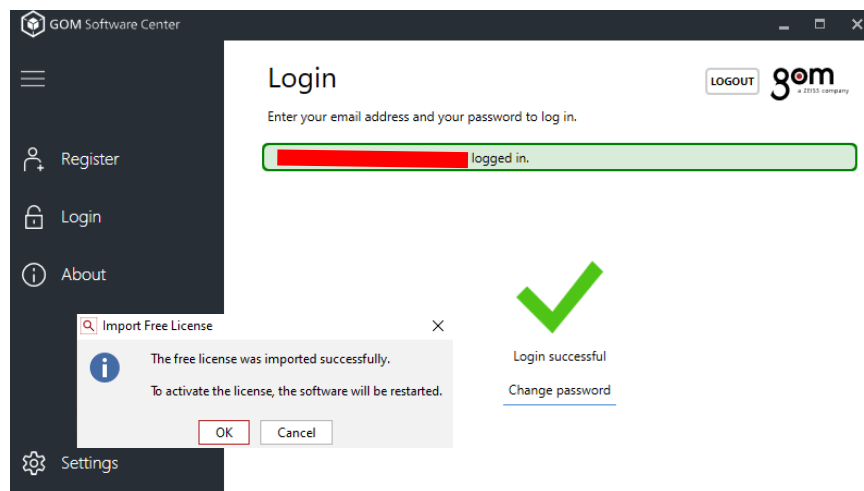 GOM Software Center
Login
LOGOUT
gom
a ZEISS company
Enter your email address and your password to log in.
logged in.
Register
Login
About
Import Free License
The free license was imported successfully.
To activate the license, the software will be restarted.
OK
Cancel
Login successful
Change password
Settings